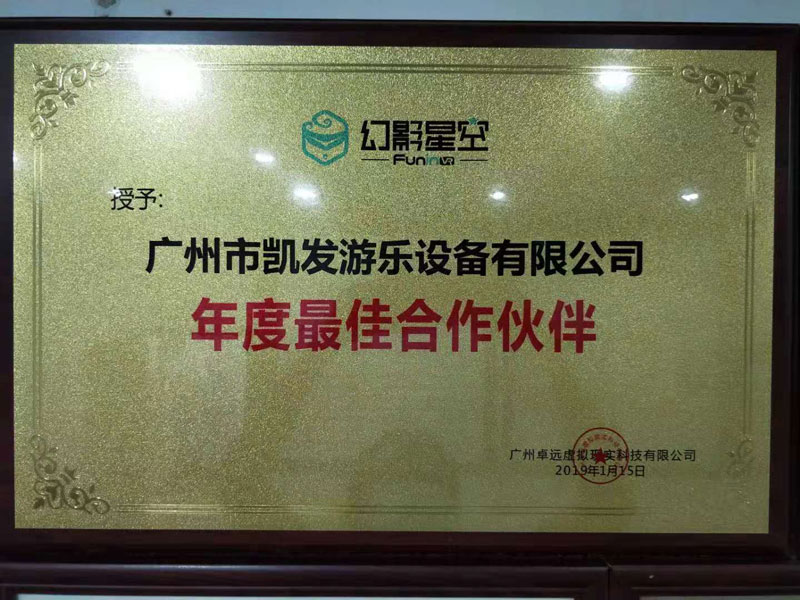 幻影星空
FuninVR
授予:
广州市凯发游乐设备有限公司
年度最佳合作伙伴
广州卓远虚拟现实科技有限公司
2019年1月15日